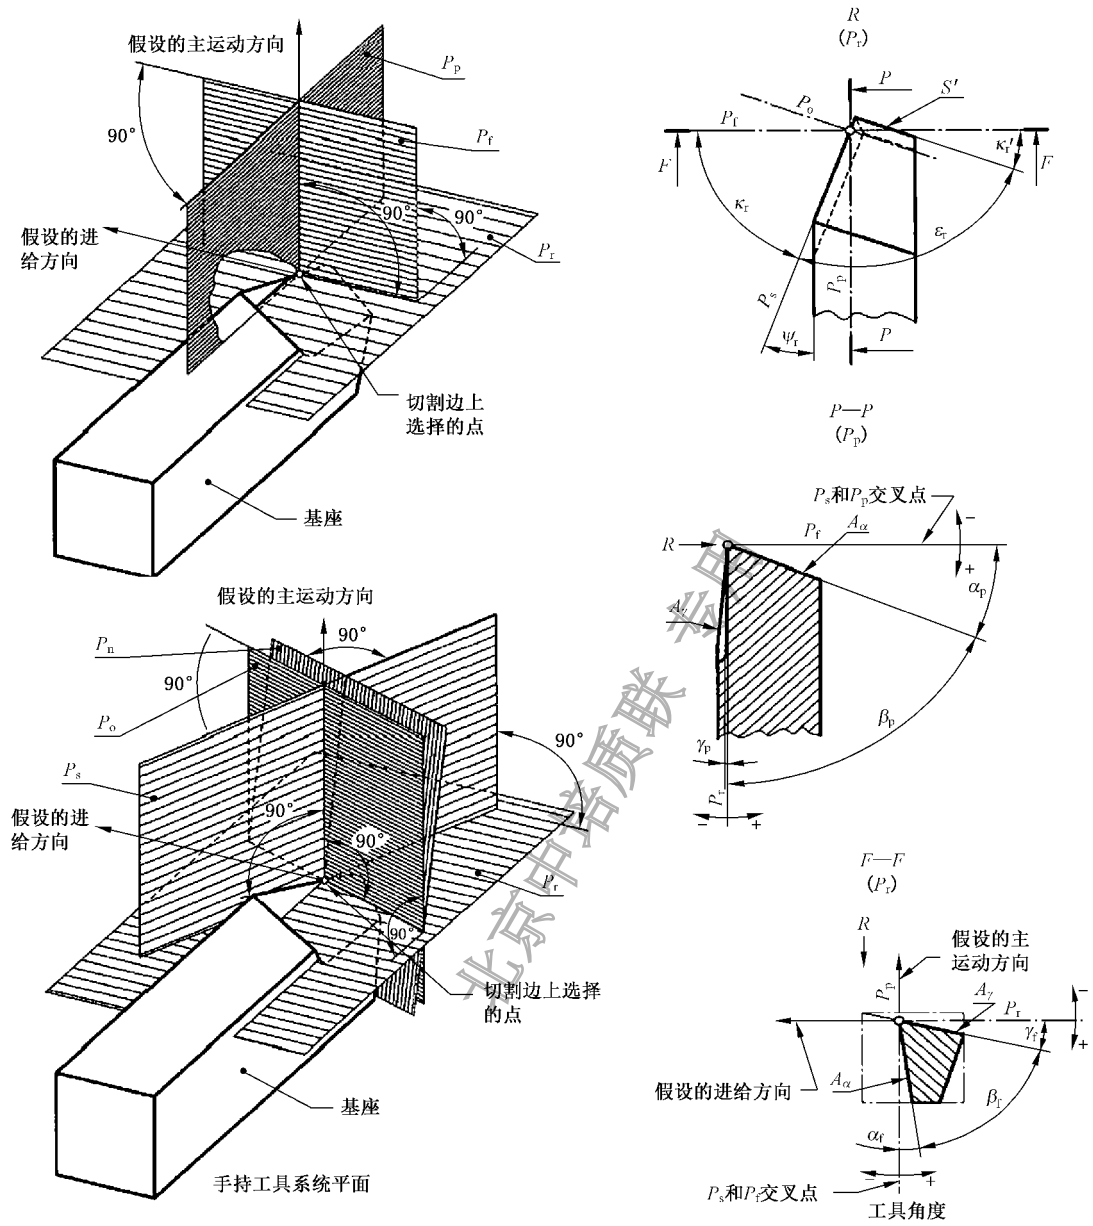 假设的主运动方向
Pp
Pf
90°
90°
90°
Pr
假设的进
给方向
切割边上
选择的点
基座
假设的主运动方向
Pn
90°
90°
Po
Ps
90°
假设的进
给方向
90°
90°
Pr
90°
切割边上选择
的点
基座
手持工具系统平面
R
(Pr)
P
S′
Po
Pf
κr′
F
F
κr
εr
Pp
Ps
ψr
P
P—P
(Pp)
Ps和Pp交叉点
−
R
Pf
Aα
+
αp
Aγ
βp
γp
Pr
−
+
F—F
(Pr)
R
假设的主
运动方向
Pp
Aγ
Pr
−
γf
+
假设的进给方向
Aα
βf
αf
−
+
Ps和Pf交叉点
工具角度
北京中培质联 专用